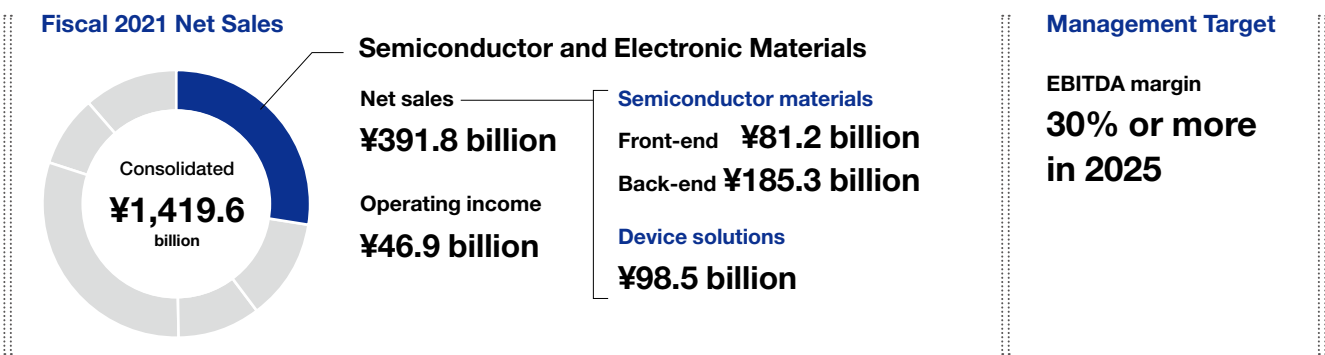 Fiscal 2021 Net Sales
Consolidated
¥1,419.6
billion
Semiconductor and Electronic Materials
Net sales
¥391.8 billion
Operating income
¥46.9 billion
Semiconductor materials
Front-end ¥81.2 billion
Back-end ¥185.3 billion
Device solutions
¥98.5 billion
Management Target
EBITDA margin
30% or more
in 2025